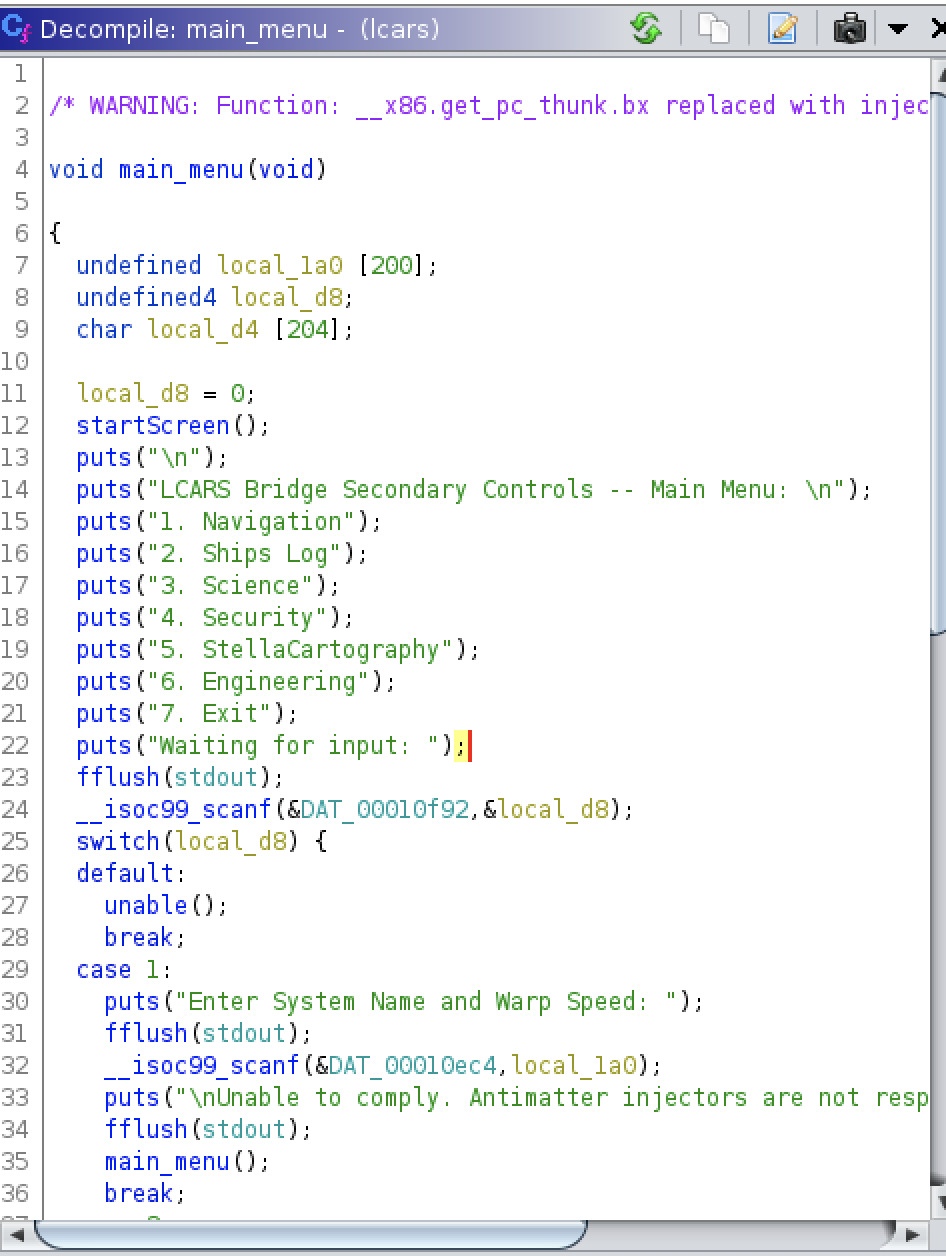 Decompile: main_menu - (lcars)
1
2 /* WARNING: Function: __x86.get_pc_thunk.bx replaced with injec
3
4 void main_menu(void)
5
6 {
7 undefined local_1a0 [200];
8 undefined4 local_d8;
9 char local_d4 [204];
10
11 local_d8 = 0;
12 startScreen();
13 puts("\n");
14 puts("LCARS Bridge Secondary Controls -- Main Menu: \n");
15 puts("1. Navigation");
16 puts("2. Ships Log");
17 puts("3. Science");
18 puts("4. Security");
19 puts("5. StellaCartography");
20 puts("6. Engineering");
21 puts("7. Exit");
22 puts("Waiting for input: ");
23 fflush(stdout);
24 __isoc99_scanf(&DAT_00010f92,&local_d8);
25 switch(local_d8) {
26 default:
27 unable();
28 break;
29 case 1:
30 puts("Enter System Name and Warp Speed: ");
31 fflush(stdout);
32 __isoc99_scanf(&DAT_00010ec4,local_1a0);
33 puts("\nUnable to comply. Antimatter injectors are not resp
34 fflush(stdout);
35 main_menu();
36 break;